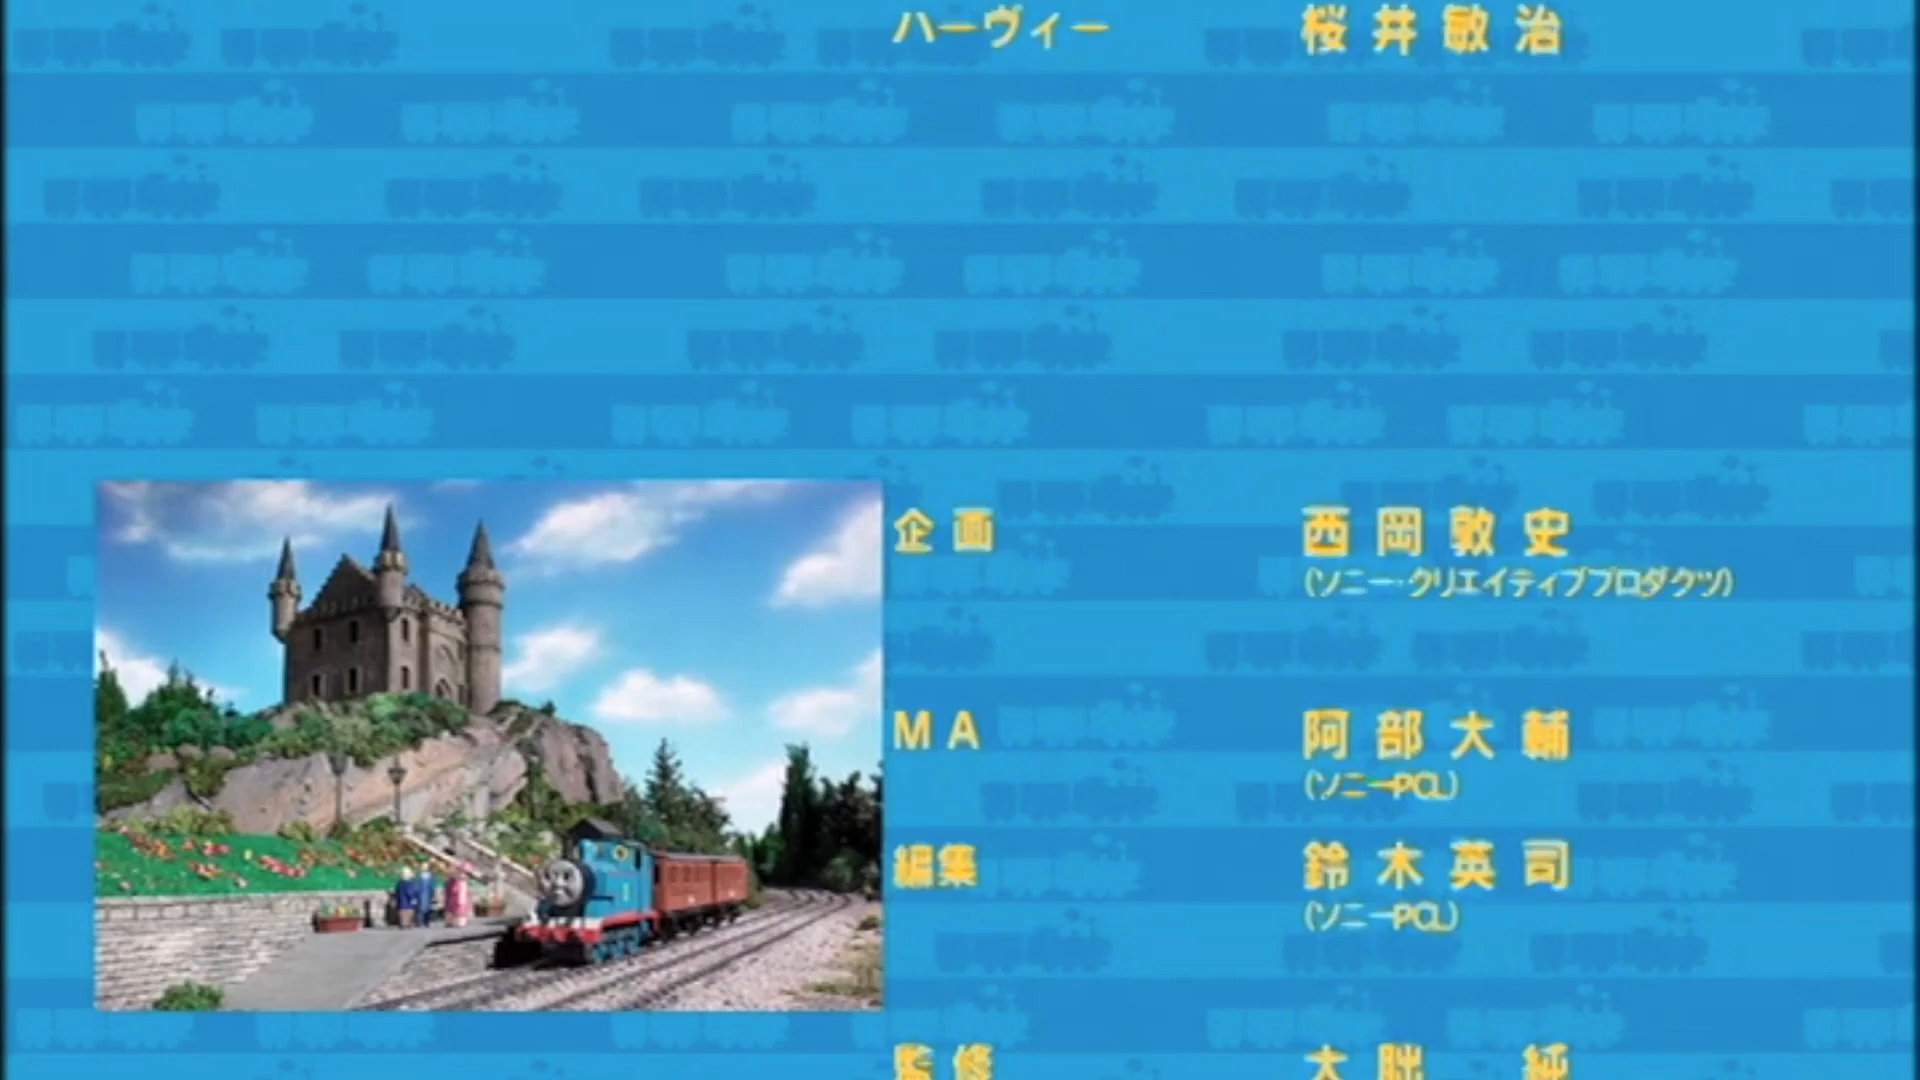 ハーヴィー 桜井敏治
企画 西岡敦史
(ソニー・クリエイティブプロダクツ)
MA 阿部大輔
(ソニーPCL)
編集 鈴木英司
(ソニーPCL)
監修